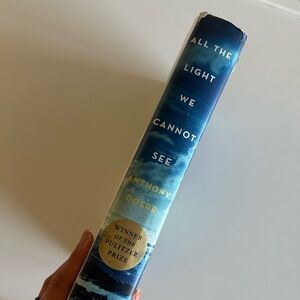 ALL THE
LIGHT
WE
CANNOT
SEE
ANTHONY
DOERR
WINNER
OF THE
PULITZER
PRIZE